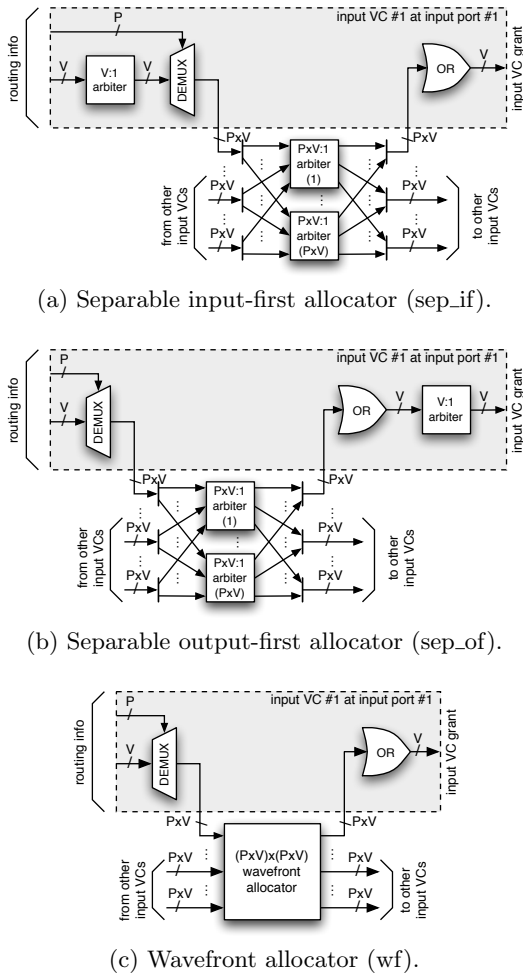 input VC #1 at input port #1
routing info
P
V
V:1
arbiter
V
DEMUX
OR
V
input VC grant
PxV
PxV
PxV:1
arbiter
(1)
from other
input VCs
PxV
PxV
PxV:1
arbiter
(PxV)
PxV
PxV
to other
input VCs
(a) Separable input-first allocator (sep_if).
input VC #1 at input port #1
routing info
P
V
DEMUX
OR
V
V:1
arbiter
V
input VC grant
PxV
PxV
PxV:1
arbiter
(1)
from other
input VCs
PxV
PxV
PxV:1
arbiter
(PxV)
PxV
PxV
to other
input VCs
(b) Separable output-first allocator (sep_of).
input VC #1 at input port #1
routing info
P
V
DEMUX
OR
V
input VC grant
PxV
PxV
(PxV)x(PxV)
wavefront
allocator
from other
input VCs
PxV
PxV
PxV
PxV
to other
input VCs
(c) Wavefront allocator (wf).